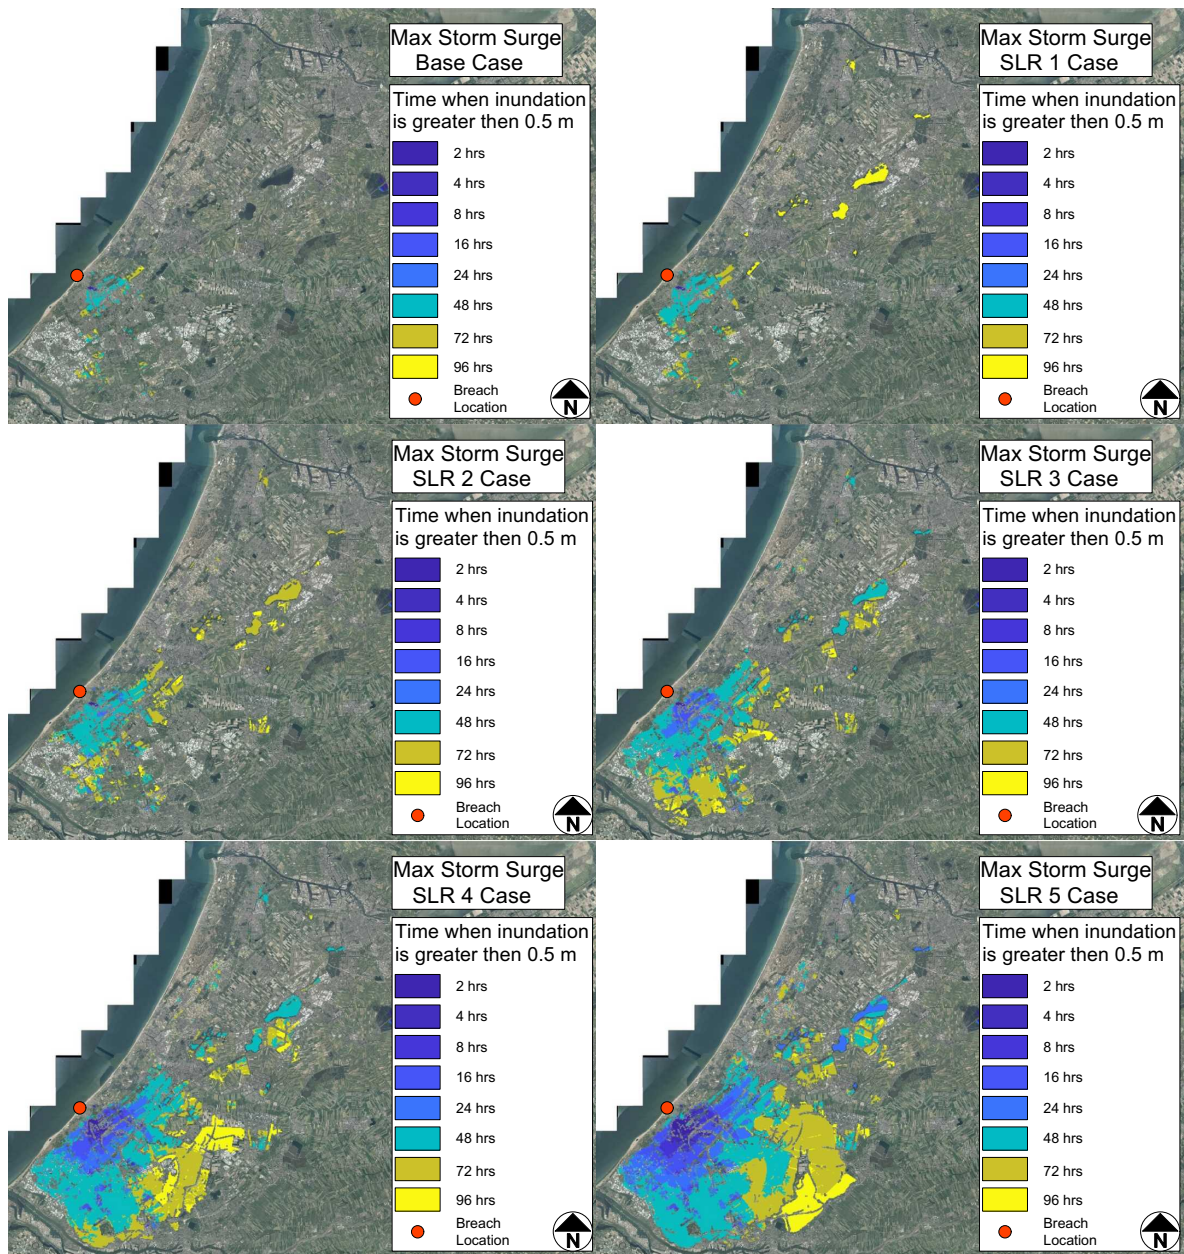 Max Storm Surge
Base Case
Time when inundation
is greater then 0.5 m
2 hrs
4 hrs
8 hrs
16 hrs
24 hrs
48 hrs
72 hrs
96 hrs
Breach
Location
N
Max Storm Surge
SLR 1 Case
Time when inundation
is greater then 0.5 m
2 hrs
4 hrs
8 hrs
16 hrs
24 hrs
48 hrs
72 hrs
96 hrs
Breach
Location
N
Max Storm Surge
SLR 2 Case
Time when inundation
is greater then 0.5 m
2 hrs
4 hrs
8 hrs
16 hrs
24 hrs
48 hrs
72 hrs
96 hrs
Breach
Location
N
Max Storm Surge
SLR 3 Case
Time when inundation
is greater then 0.5 m
2 hrs
4 hrs
8 hrs
16 hrs
24 hrs
48 hrs
72 hrs
96 hrs
Breach
Location
N
Max Storm Surge
SLR 4 Case
Time when inundation
is greater then 0.5 m
2 hrs
4 hrs
8 hrs
16 hrs
24 hrs
48 hrs
72 hrs
96 hrs
Breach
Location
N
Max Storm Surge
SLR 5 Case
Time when inundation
is greater then 0.5 m
2 hrs
4 hrs
8 hrs
16 hrs
24 hrs
48 hrs
72 hrs
96 hrs
Breach
Location
N